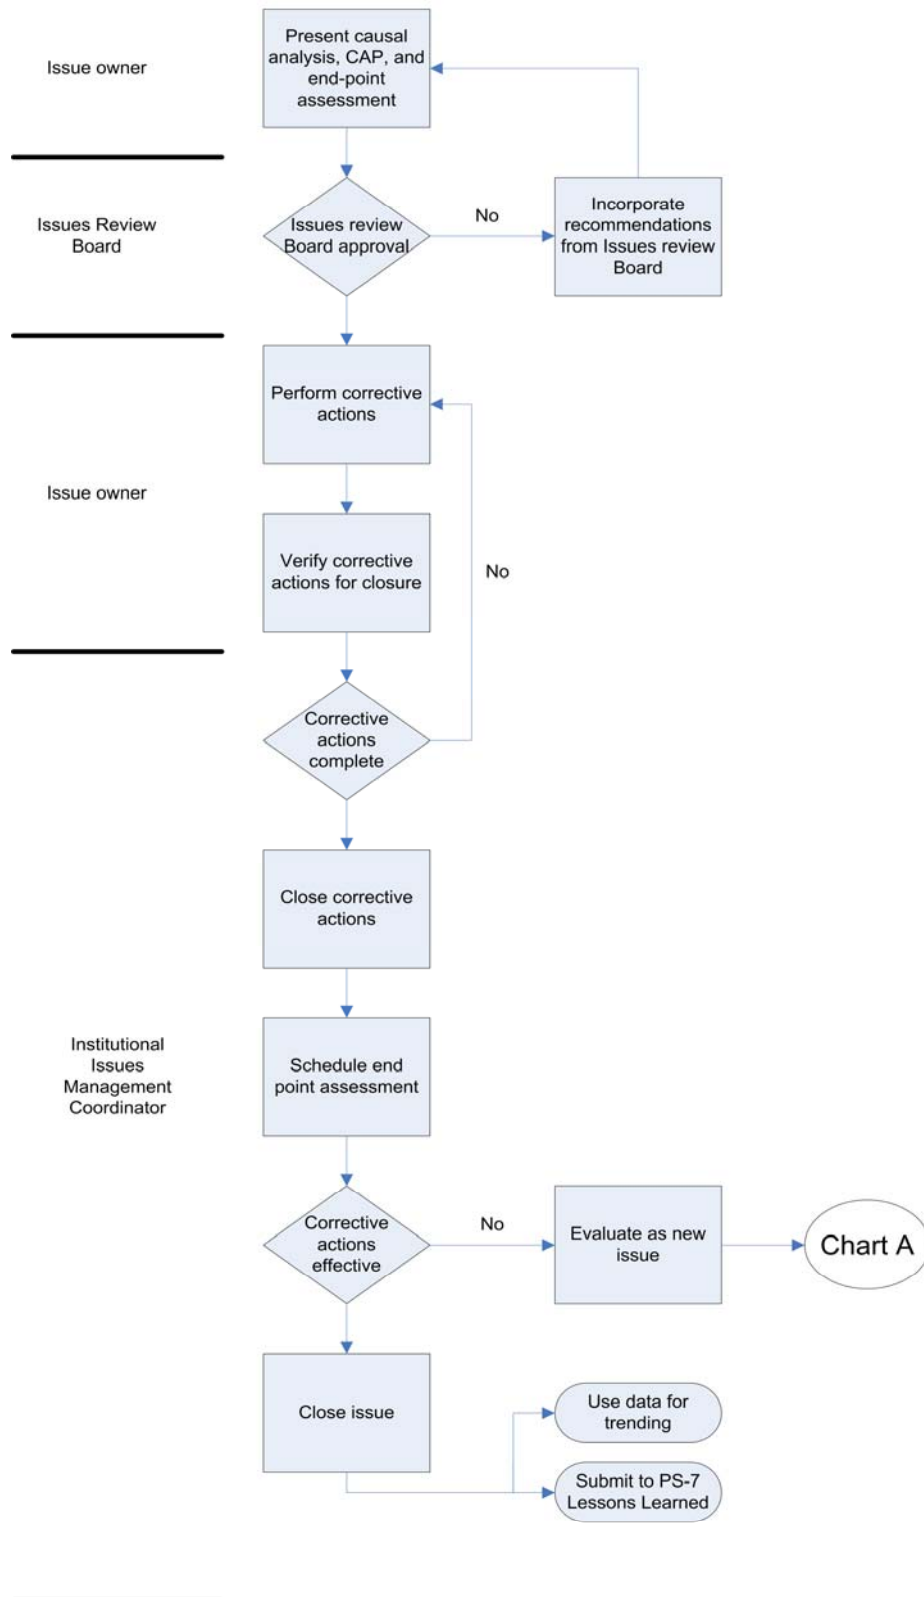 Issue owner
Present causal
analysis, CAP, and
end-point
assessment
Issues Review
Board
Issues review
Board approval
No
Incorporate
recommendations
from Issues review
Board
Issue owner
Perform corrective
actions
Verify corrective
actions for closure
No
Corrective
actions
complete
Close corrective
actions
Institutional
Issues
Management
Coordinator
Schedule end
point assessment
Corrective
actions
effective
No
Evaluate as new
issue
Chart A
Close issue
Use data for
trending
Submit to PS-7
Lessons Learned